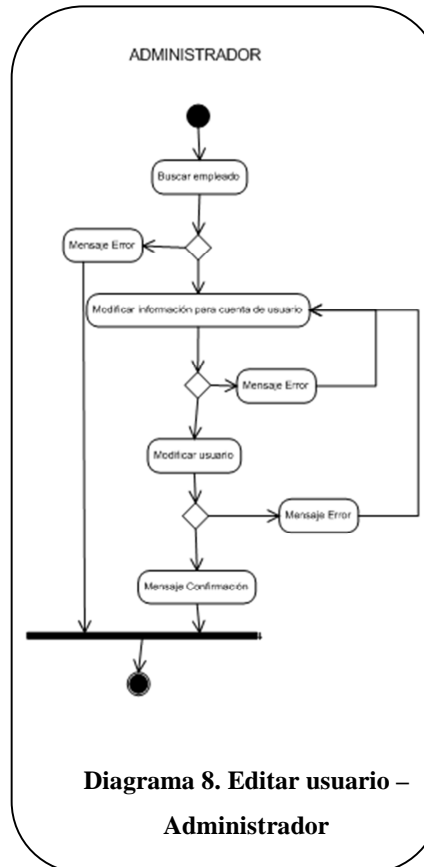 ADMINISTRADOR
Buscar empleado
Mensaje Error
Modificar información para cuenta de usuario
Mensaje Error
Modificar usuario
Mensaje Error
Mensaje Confirmación
Diagrama 8. Editar usuario –
Administrador